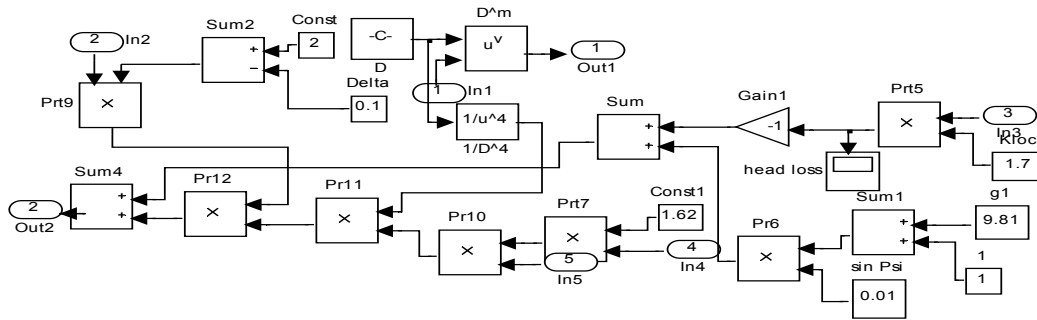 2
In2
Sum2
+
−
Const
2
Delta
0.1
-C-
D
D^m
u^v
1
Out1
1
In1
1/u^4
1/D^4
Prt9
×
Sum
+
+
Gain1
-1
Prt5
×
3
In3
Kloc
1.7
head loss
g1
9.81
Sum1
+
+
1
1
sin Psi
0.01
Pr6
×
Const1
1.62
4
In4
Prt7
×
5
In5
Pr10
×
Pr11
×
Pr12
×
Sum4
+
+
2
Out2